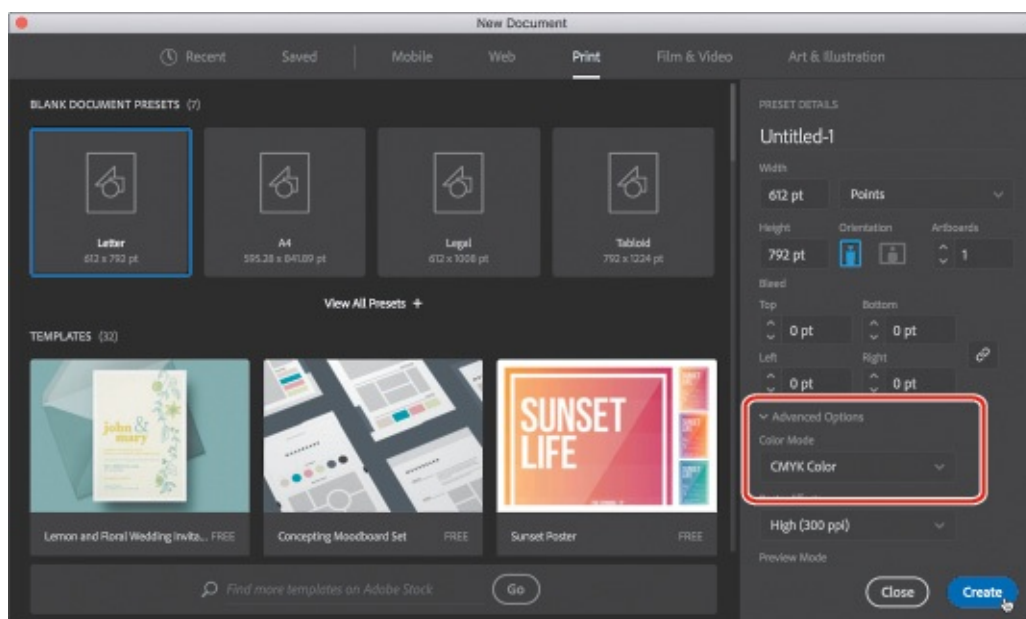 New Document
Recent Saved Mobile Web Print Film & Video Art & Illustration
BLANK DOCUMENT PRESETS (7)
Letter
612 x 792 pt
A4
595.28 x 841.89 pt
Legal
612 x 1008 pt
Tabloid
792 x 1224 pt
View All Presets +
TEMPLATES (32)
john &
mary
SUNSET
LIFE
Lemon and Floral Wedding Invita... FREE
Concepting Moodboard Set FREE
Sunset Poster FREE
Find more templates on Adobe Stock Go
PRESET DETAILS
Untitled-1
Width
612 pt Points
Height Orientation Artboards
792 pt 1
Bleed
Top Bottom
0 pt 0 pt
Left Right
0 pt 0 pt
Advanced Options
Color Mode
CMYK Color
High (300 ppi)
Preview Mode
Close Create